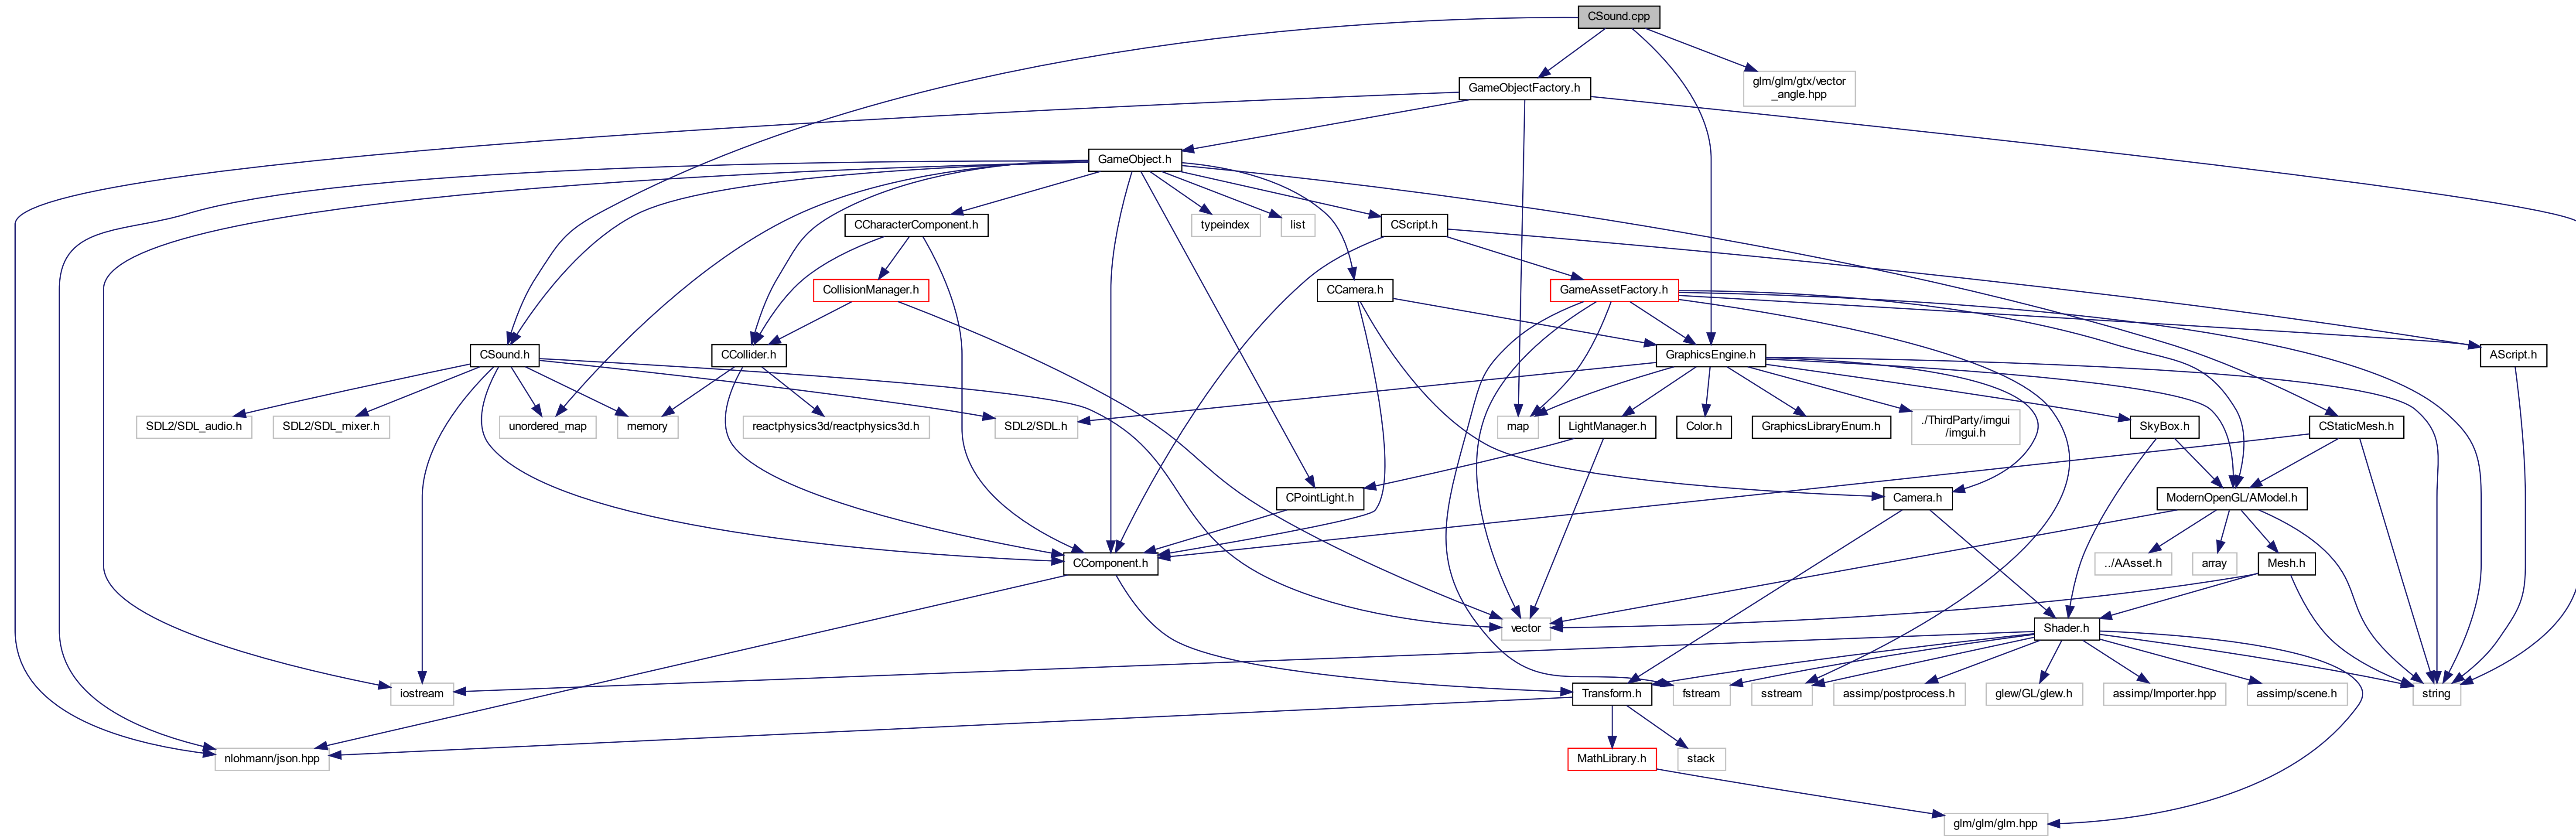 CSound.cpp
glm/glm/gtx/vector
_angle.hpp
GameObjectFactory.h
GameObject.h
CCharacterComponent.h
typeindex
list
CScript.h
CollisionManager.h
CCamera.h
GameAssetFactory.h
CSound.h
CCollider.h
GraphicsEngine.h
AScript.h
SDL2/SDL_audio.h
SDL2/SDL_mixer.h
unordered_map
memory
reactphysics3d/reactphysics3d.h
SDL2/SDL.h
map
LightManager.h
Color.h
GraphicsLibraryEnum.h
./ThirdParty/imgui
/imgui.h
SkyBox.h
CStaticMesh.h
CPointLight.h
Camera.h
ModernOpenGL/AModel.h
CComponent.h
../AAsset.h
array
Mesh.h
vector
Shader.h
iostream
Transform.h
fstream
sstream
assimp/postprocess.h
glew/GL/glew.h
assimp/Importer.hpp
assimp/scene.h
string
nlohmann/json.hpp
MathLibrary.h
stack
glm/glm/glm.hpp